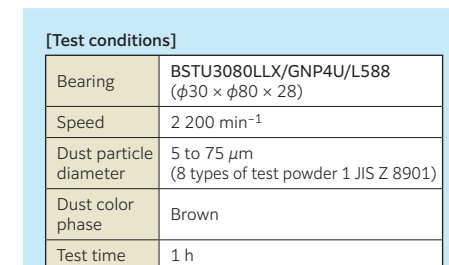 [Test conditions]
Bearing
BSTU3080LLX/GNP4U/L588
(ϕ30 × ϕ80 × 28)
Speed
2 200 min⁻¹
Dust particle
diameter
5 to 75 μm
(8 types of test powder 1 JIS Z 8901)
Dust color
phase
Brown
Test time
1 h